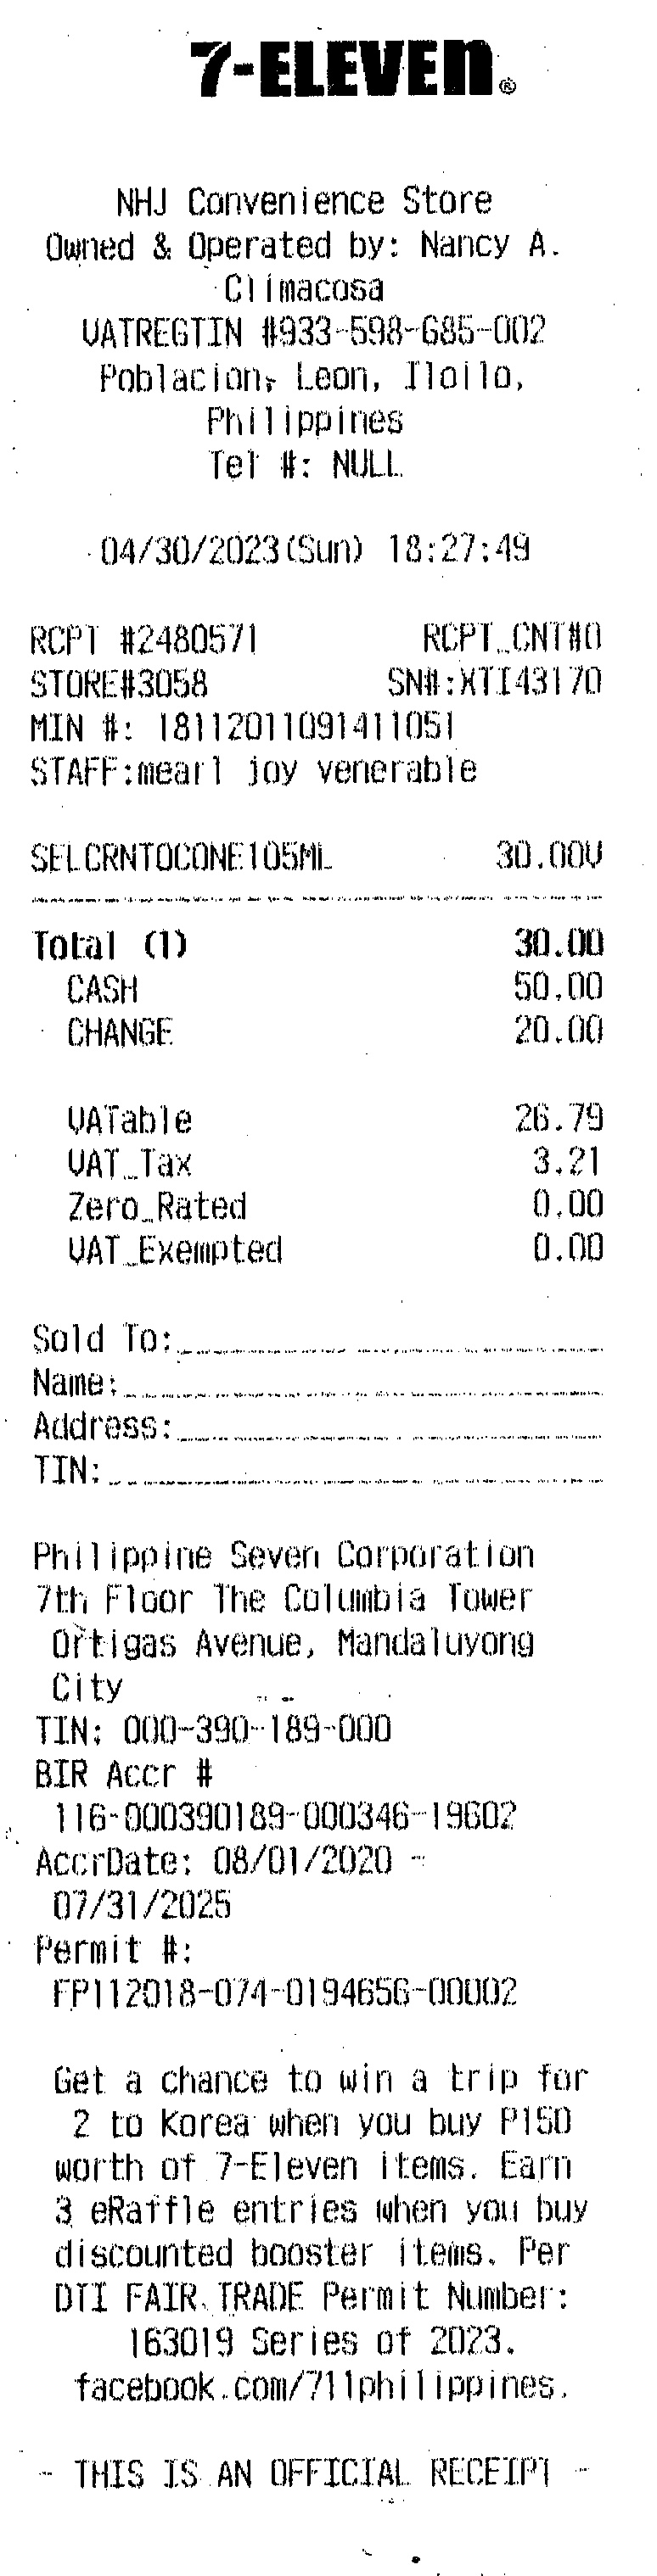 7-ELEVEn®
NHJ Convenience Store
Owned & Operated by: Nancy A.
Climacosa
VATREGTIN #933-598-685-002
Poblacion, Leon, Iloilo,
Philippines
Tel #: NULL
04/30/2023(Sun) 18:27:49
RCPT #2480571 RCPT_CNT#0
STORE#3058 SN#:XTI43170
MIN #: 18112011091411051
STAFF:mearl joy venerable
SELCRNTOCONE105ML 30.00V
Total (1) 30.00
CASH 50.00
CHANGE 20.00
VATable 26.79
VAT_Tax 3.21
Zero_Rated 0.00
VAT_Exempted 0.00
Sold To:
Name:
Address:
TIN:
Philippine Seven Corporation
7th Floor The Columbia Tower
Ortigas Avenue, Mandaluyong
City
TIN: 000-390-189-000
BIR Accr #
116-000390189-000346-19602
AccrDate: 08/01/2020 -
07/31/2025
Permit #:
FP112018-074-0194656-00002
Get a chance to win a trip for
2 to Korea when you buy P150
worth of 7-Eleven items. Earn
3 eRaffle entries when you buy
discounted booster items. Per
DTI FAIR TRADE Permit Number:
163019 Series of 2023.
facebook.com/711philippines.
- THIS IS AN OFFICIAL RECEIPT -